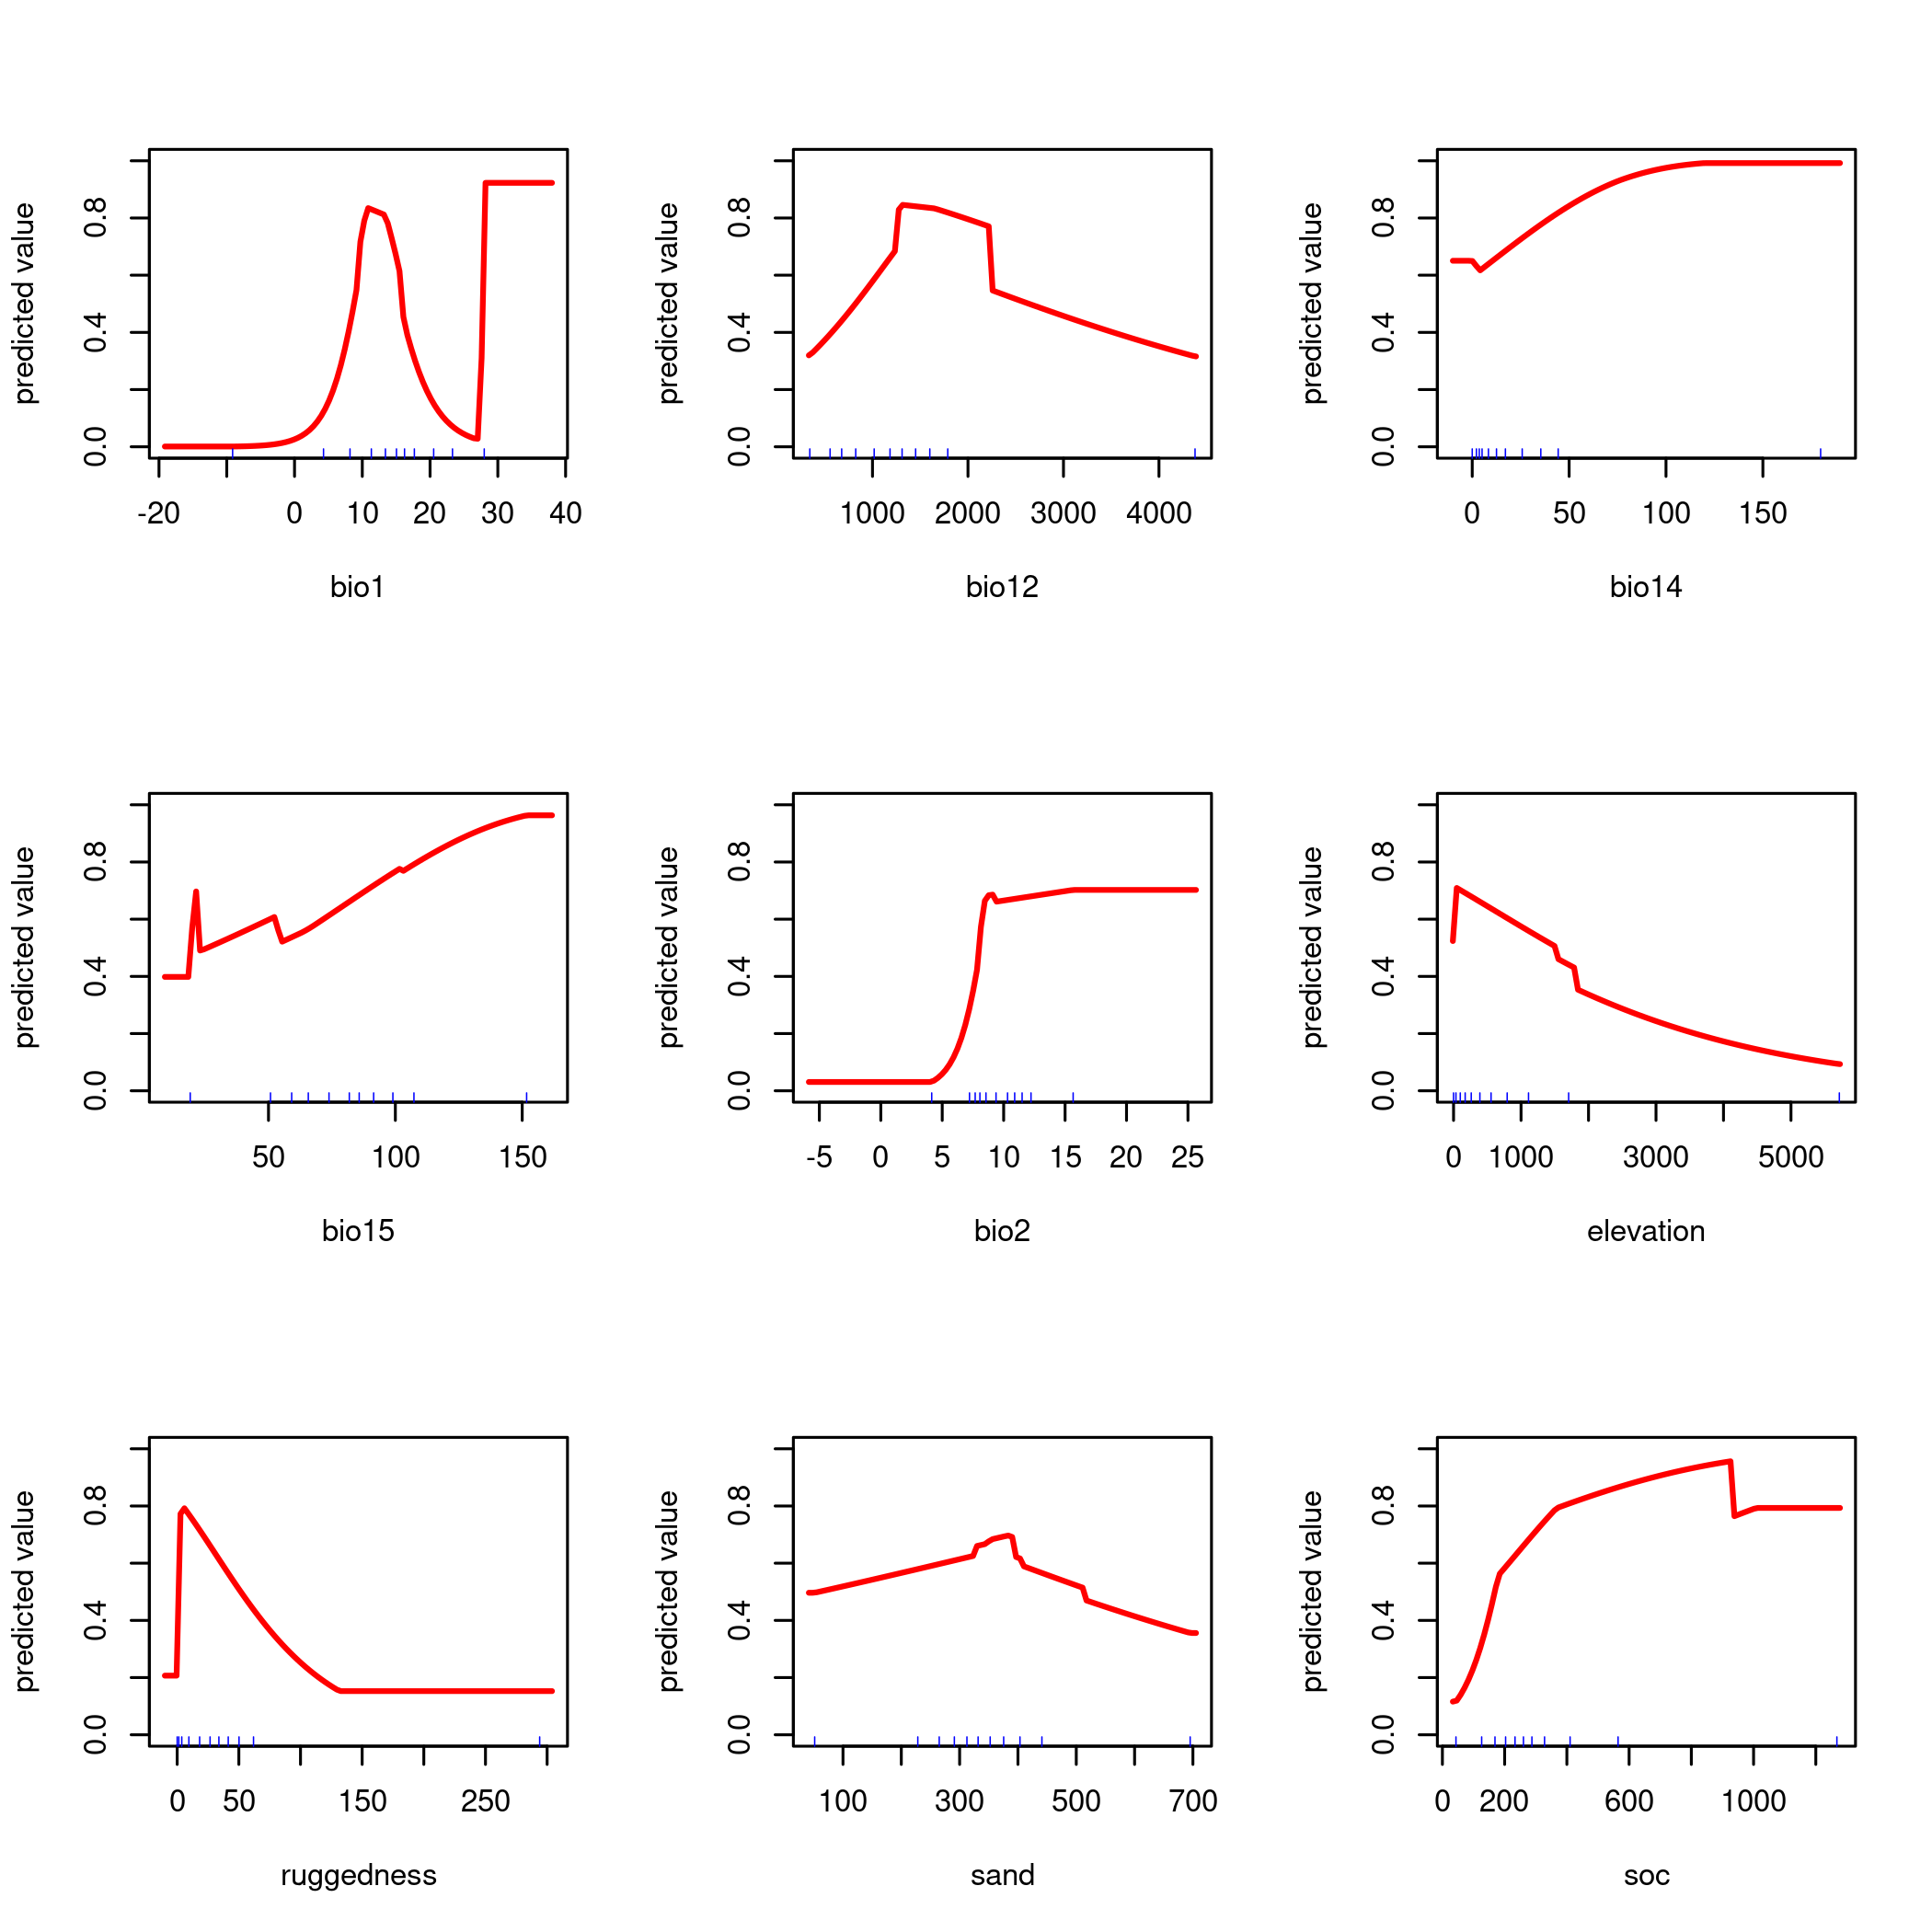 predicted value
0.0 0.4 0.8
-20 0 10 20 30 40
bio1
predicted value
0.0 0.4 0.8
1000 2000 3000 4000
bio12
predicted value
0.0 0.4 0.8
0 50 100 150
bio14
predicted value
0.0 0.4 0.8
50 100 150
bio15
predicted value
0.0 0.4 0.8
-5 0 5 10 15 20 25
bio2
predicted value
0.0 0.4 0.8
0 1000 3000 5000
elevation
predicted value
0.0 0.4 0.8
0 50 150 250
ruggedness
predicted value
0.0 0.4 0.8
100 300 500 700
sand
predicted value
0.0 0.4 0.8
0 200 600 1000
soc